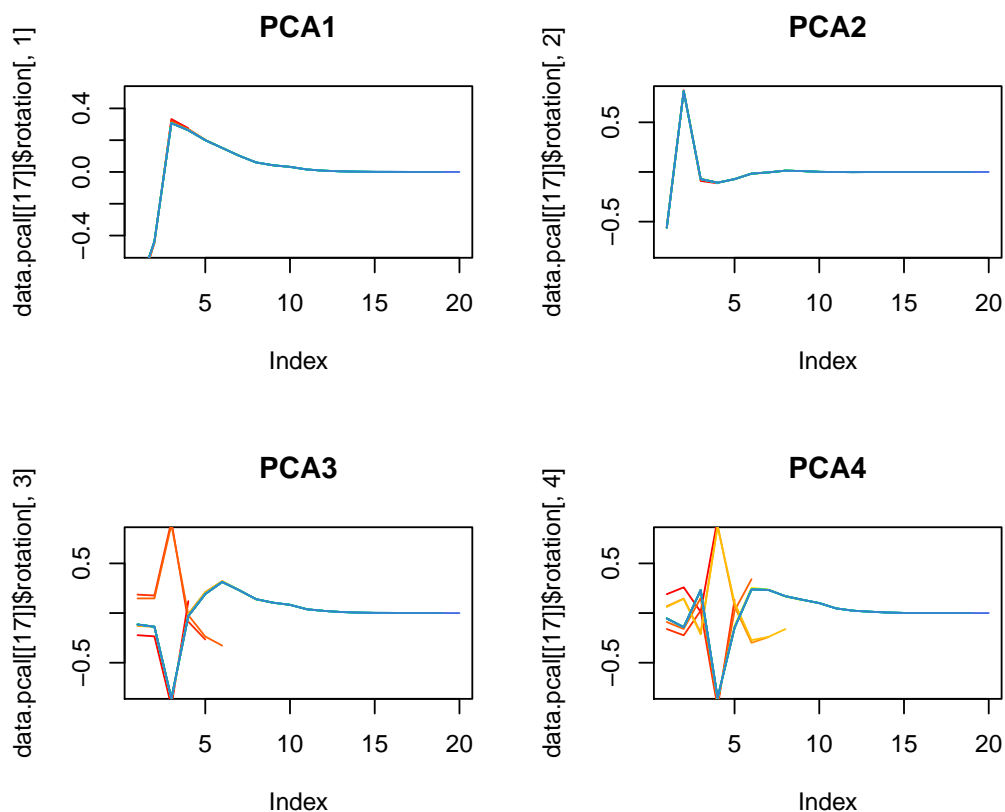 PCA1
data.pcal[[17]]$rotation[, 1]
0.4
0.0
−0.4
5 10 15 20
Index
PCA2
data.pcal[[17]]$rotation[, 2]
0.5
−0.5
5 10 15 20
Index
PCA3
data.pcal[[17]]$rotation[, 3]
0.5
−0.5
5 10 15 20
Index
PCA4
data.pcal[[17]]$rotation[, 4]
0.5
−0.5
5 10 15 20
Index